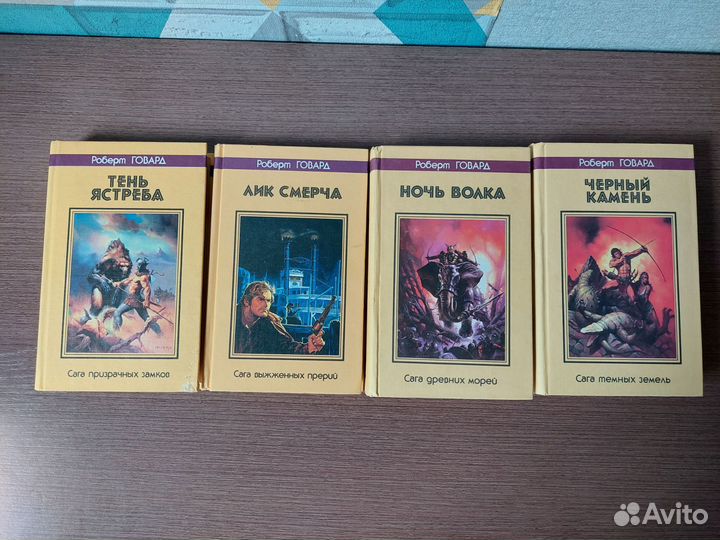 Роберт ГОВАРД
ТЕНЬ
ЯСТРЕБА
Сага призрачных замков
Роберт ГОВАРД
ЛИК СМЕРЧА
Сага выжженных прерий
Роберт ГОВАРД
НОЧЬ ВОЛКА
Сага древних морей
Роберт ГОВАРД
ЧЕРНЫЙ
КАМЕНЬ
Сага темных земель
Avito